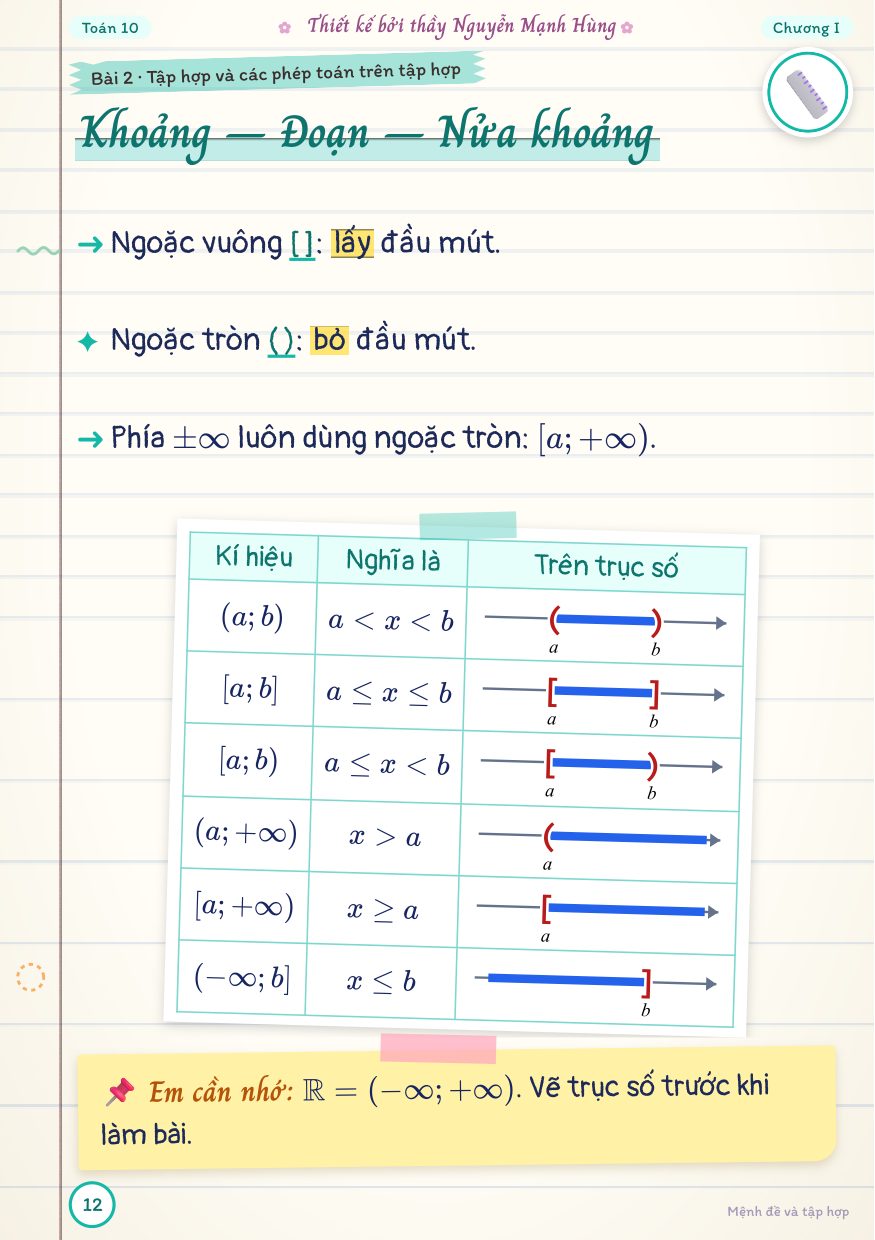 Toán 10
Thiết kế bởi thầy Nguyễn Mạnh Hùng
Chương I
Bài 2 · Tập hợp và các phép toán trên tập hợp
Khoảng — Đoạn — Nửa khoảng
→ Ngoặc vuông [ ]: lấy đầu mút.
✦ Ngoặc tròn ( ): bỏ đầu mút.
→ Phía ±∞ luôn dùng ngoặc tròn: [a; +∞).
Kí hiệu Nghĩa là Trên trục số
(a; b) a < x < b ( )
a b
[a; b] a ≤ x ≤ b [ ]
a b
[a; b) a ≤ x < b [ )
a b
(a; +∞) x > a (
a
[a; +∞) x ≥ a [
a
(−∞; b] x ≤ b ]
b
📌 Em cần nhớ: ℝ = (−∞; +∞). Vẽ trục số trước khi
làm bài.
12
Mệnh đề và tập hợp